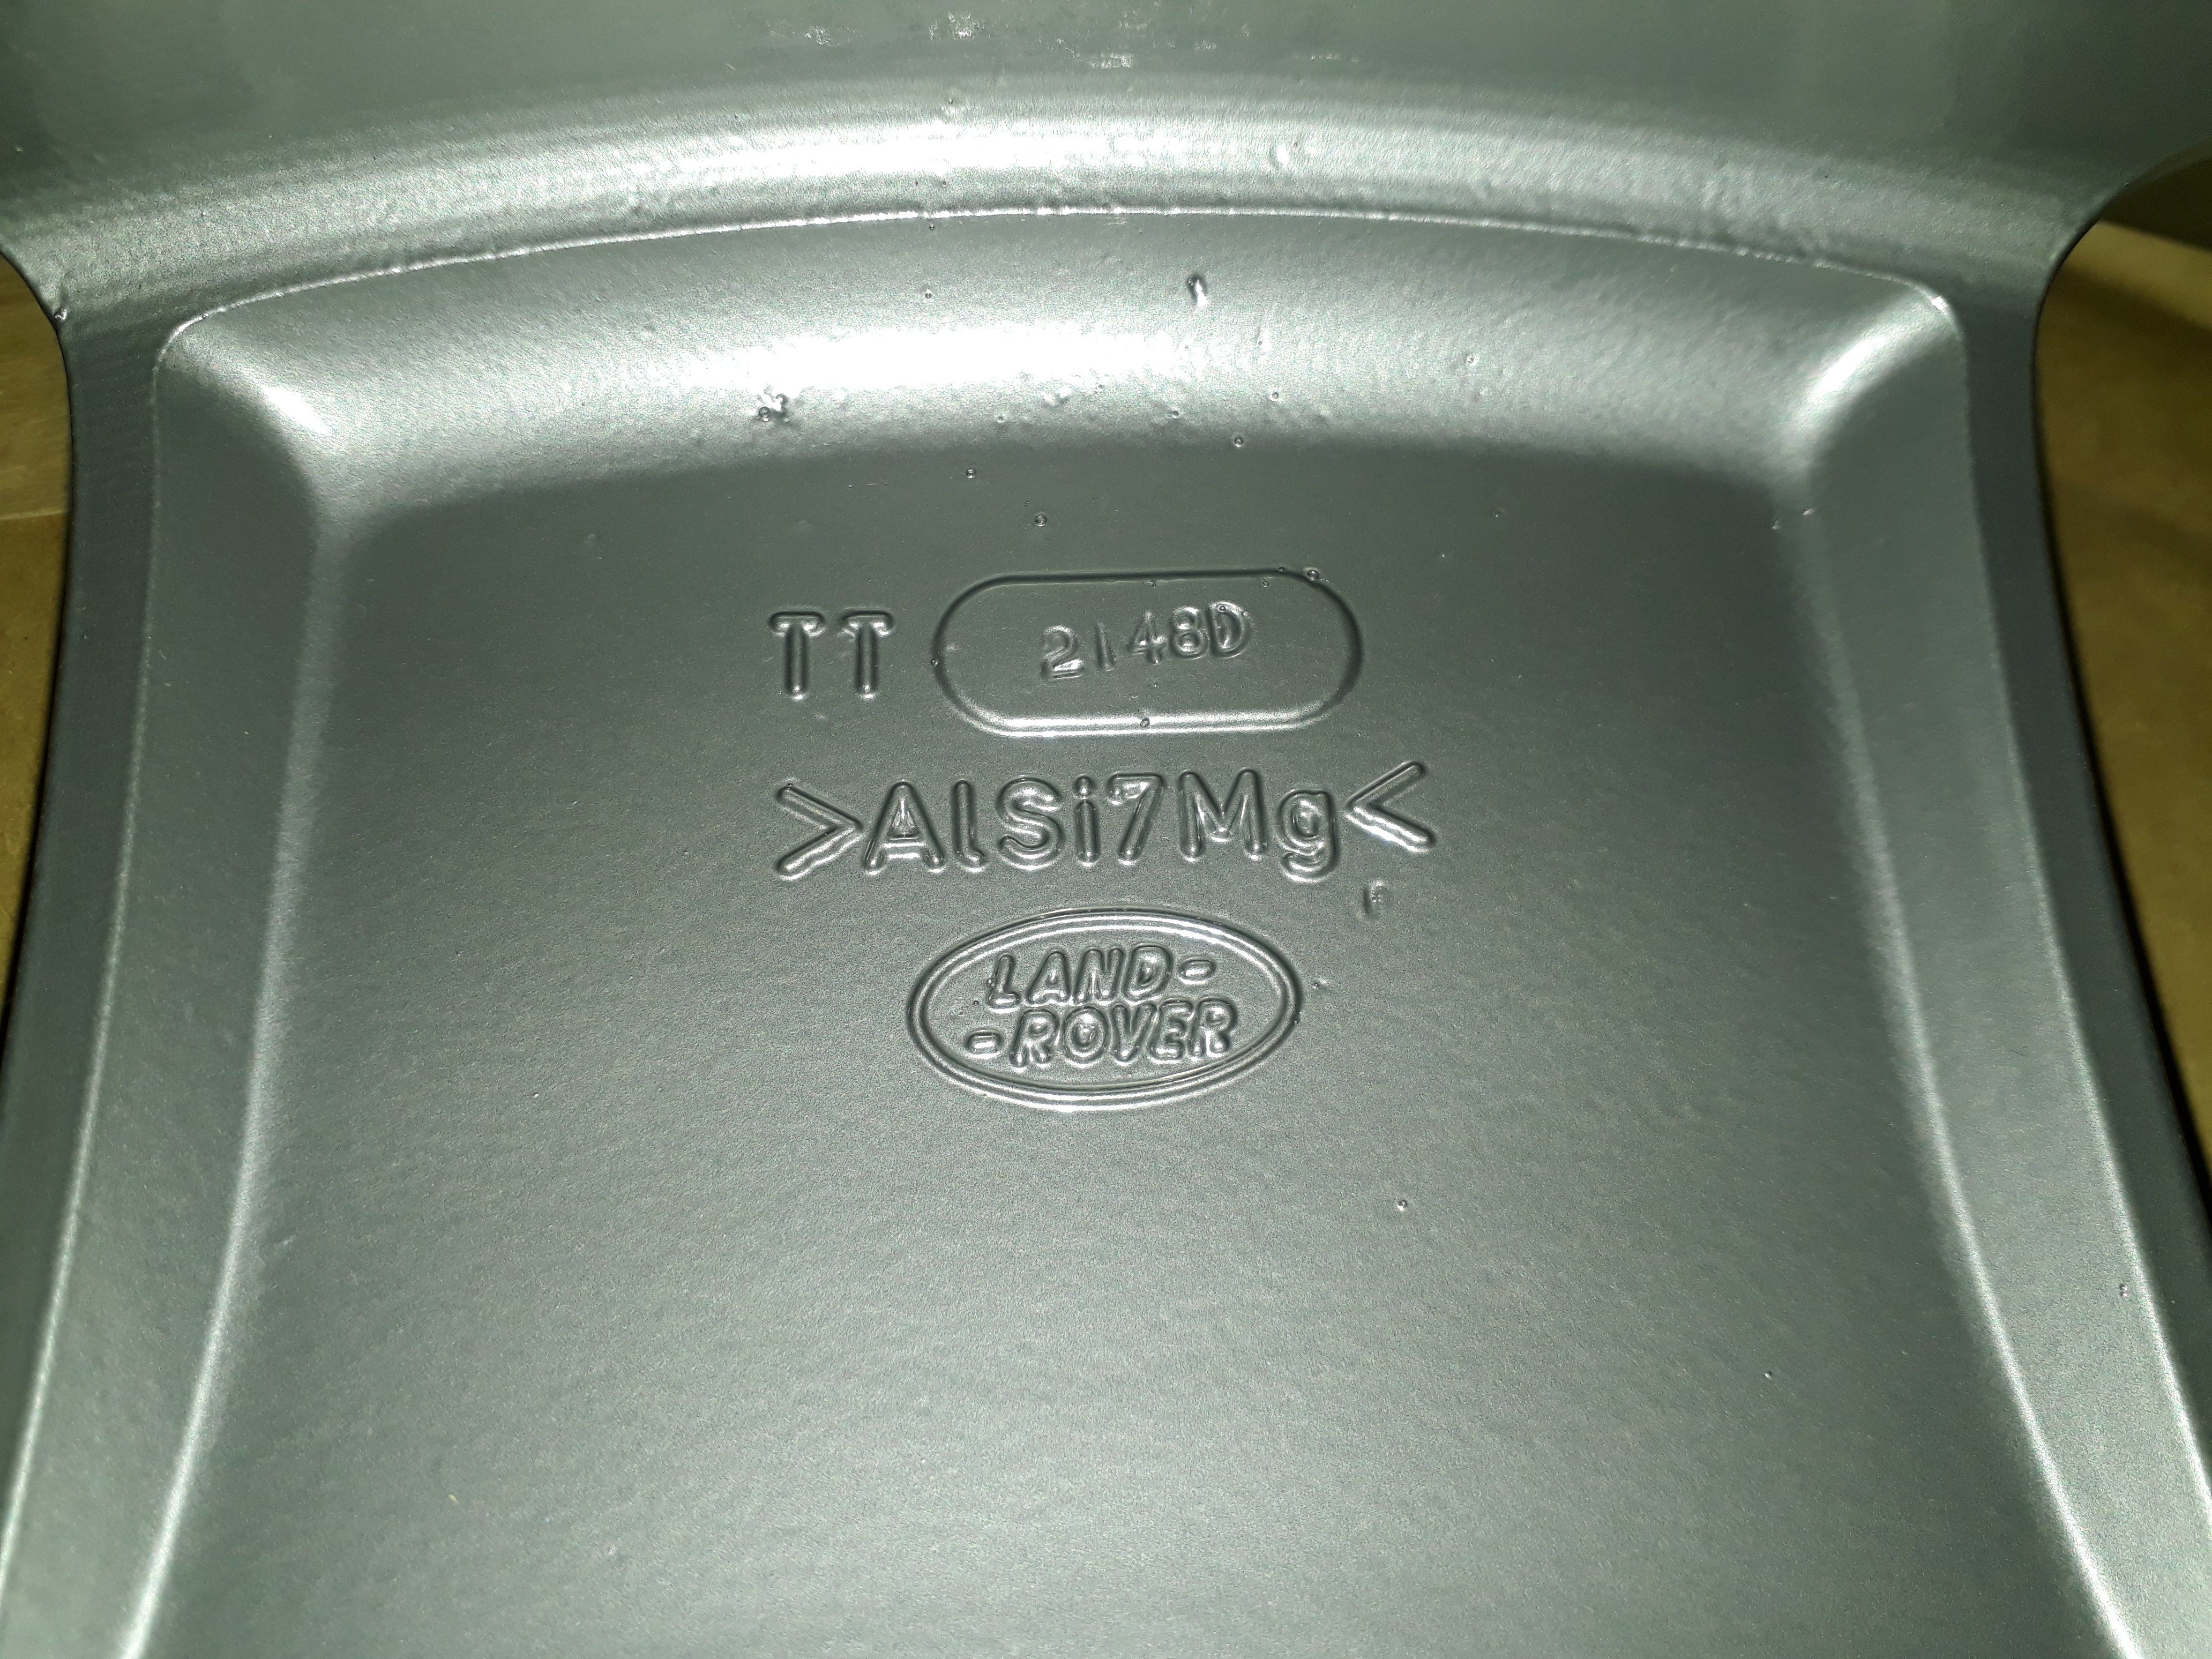 TT 2148D
>AlSi7Mg<
LAND-
-ROVER